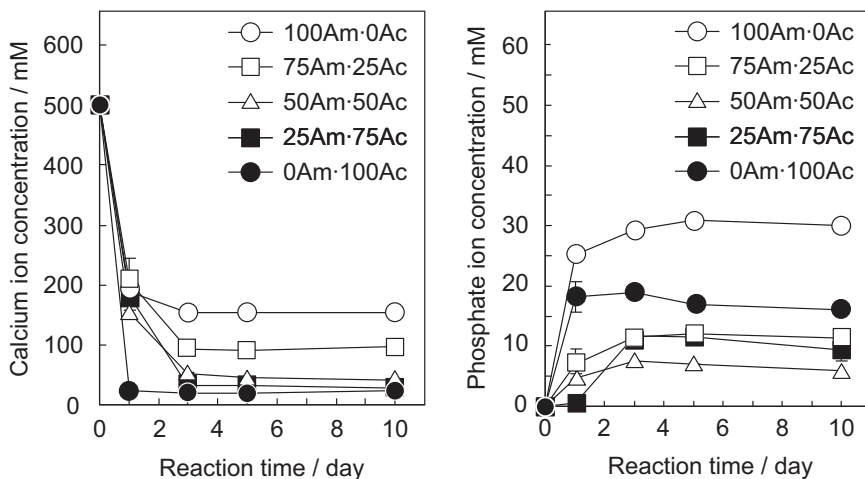 Calcium ion concentration / mM
600
500
400
300
200
100
0
100Am·0Ac
75Am·25Ac
50Am·50Ac
25Am·75Ac
0Am·100Ac
0 2 4 6 8 10
Reaction time / day
Phosphate ion concentration / mM
60
50
40
30
20
10
0
100Am·0Ac
75Am·25Ac
50Am·50Ac
25Am·75Ac
0Am·100Ac
0 2 4 6 8 10
Reaction time / day